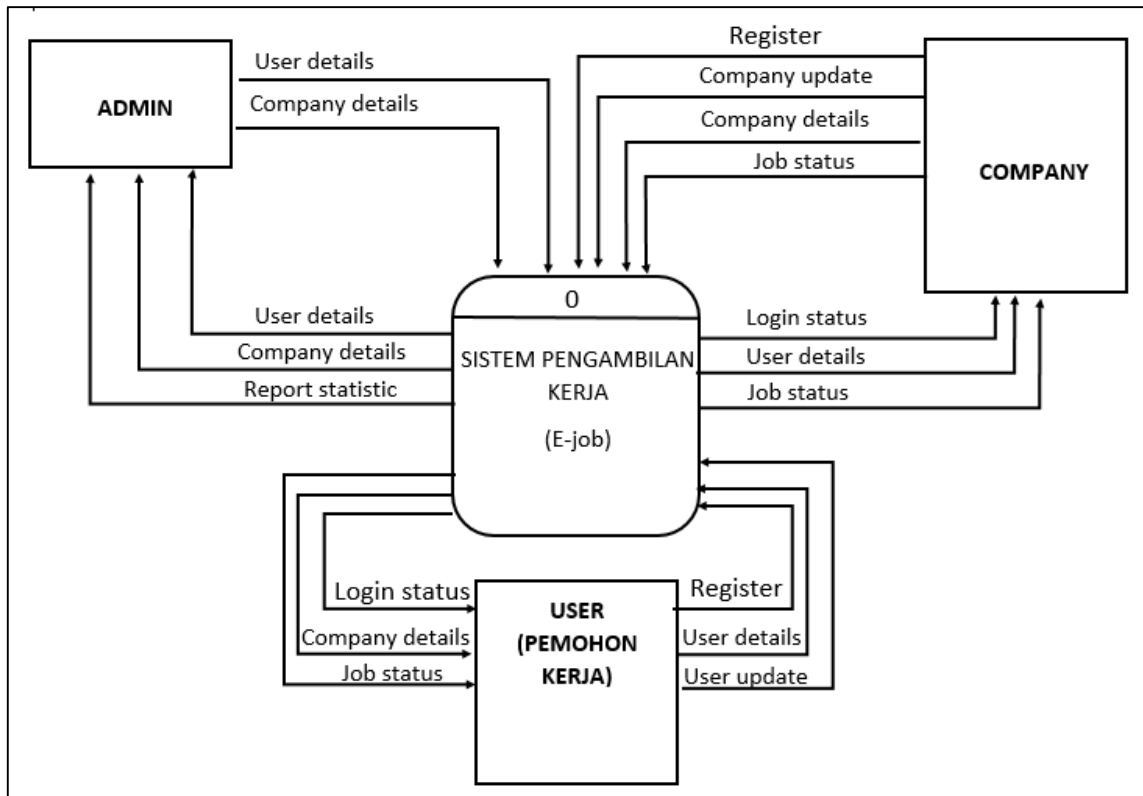 User details
Company details
ADMIN
Register
Company update
Company details
Job status
COMPANY
0
SISTEM PENGAMBILAN
KERJA
(E-job)
User details
Company details
Report statistic
Login status
User details
Job status
Login status
Company details
Job status
USER
(PEMOHON
KERJA)
Register
User details
User update